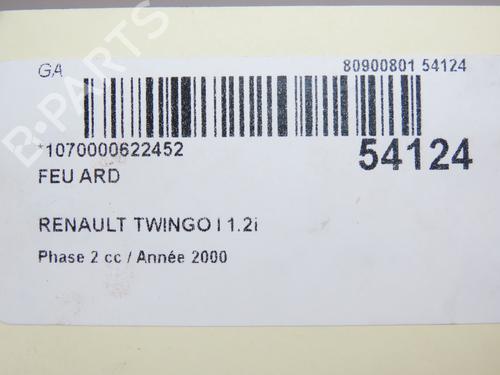 GA 80900801 54124
*1070000622452 54124
FEU ARD
RENAULT TWINGO I 1.2i
Phase 2 cc / Année 2000
B-PARTS